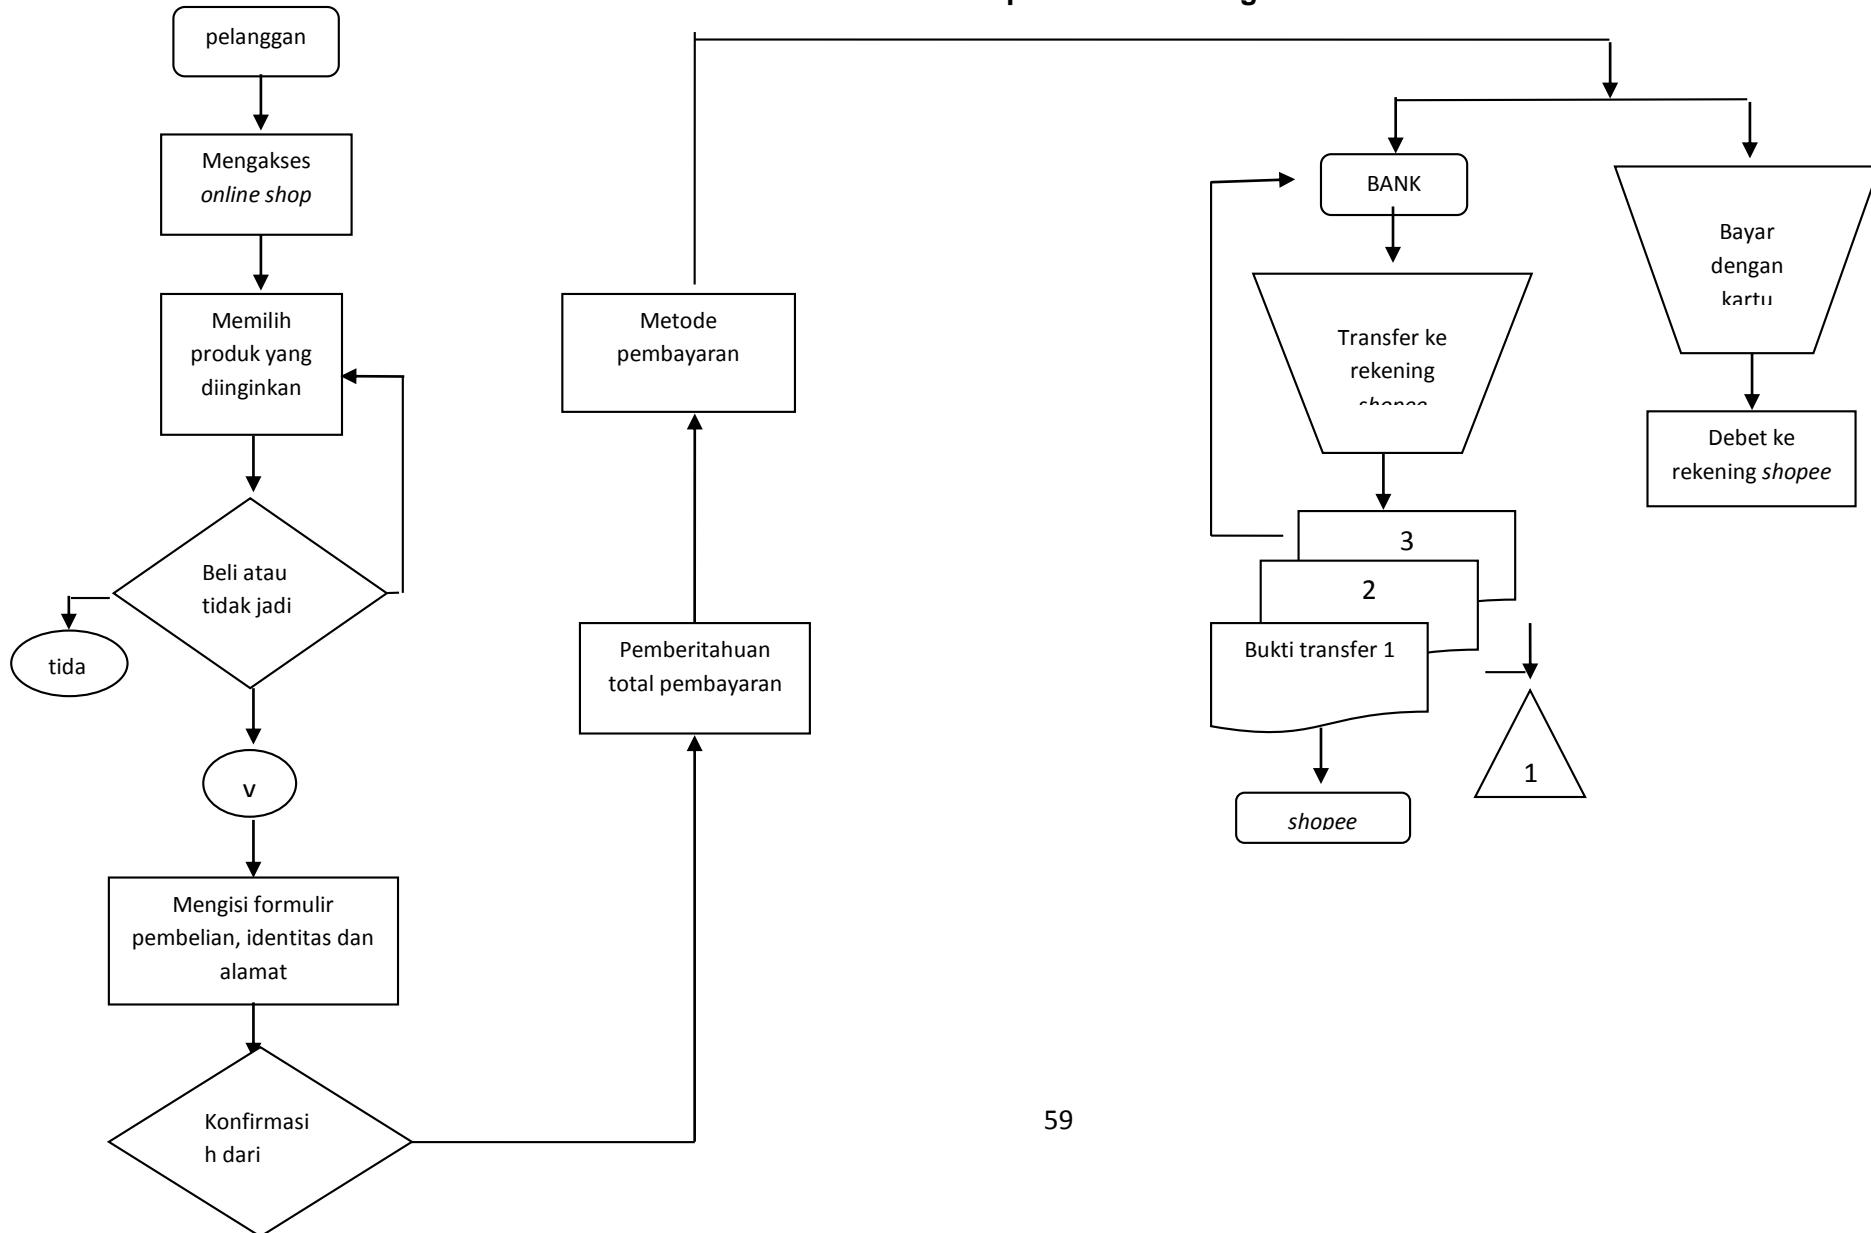 pelanggan
Mengakses
online shop
Memilih
produk yang
diinginkan
Beli atau
tidak jadi
tida
v
Mengisi formulir
pembelian, identitas dan
alamat
Konfirmasi
h dari
Metode
pembayaran
Pemberitahuan
total pembayaran
BANK
Transfer ke
rekening
shopee
3
2
Bukti transfer 1
shopee
1
Bayar
dengan
kartu
Debet ke
rekening shopee
59